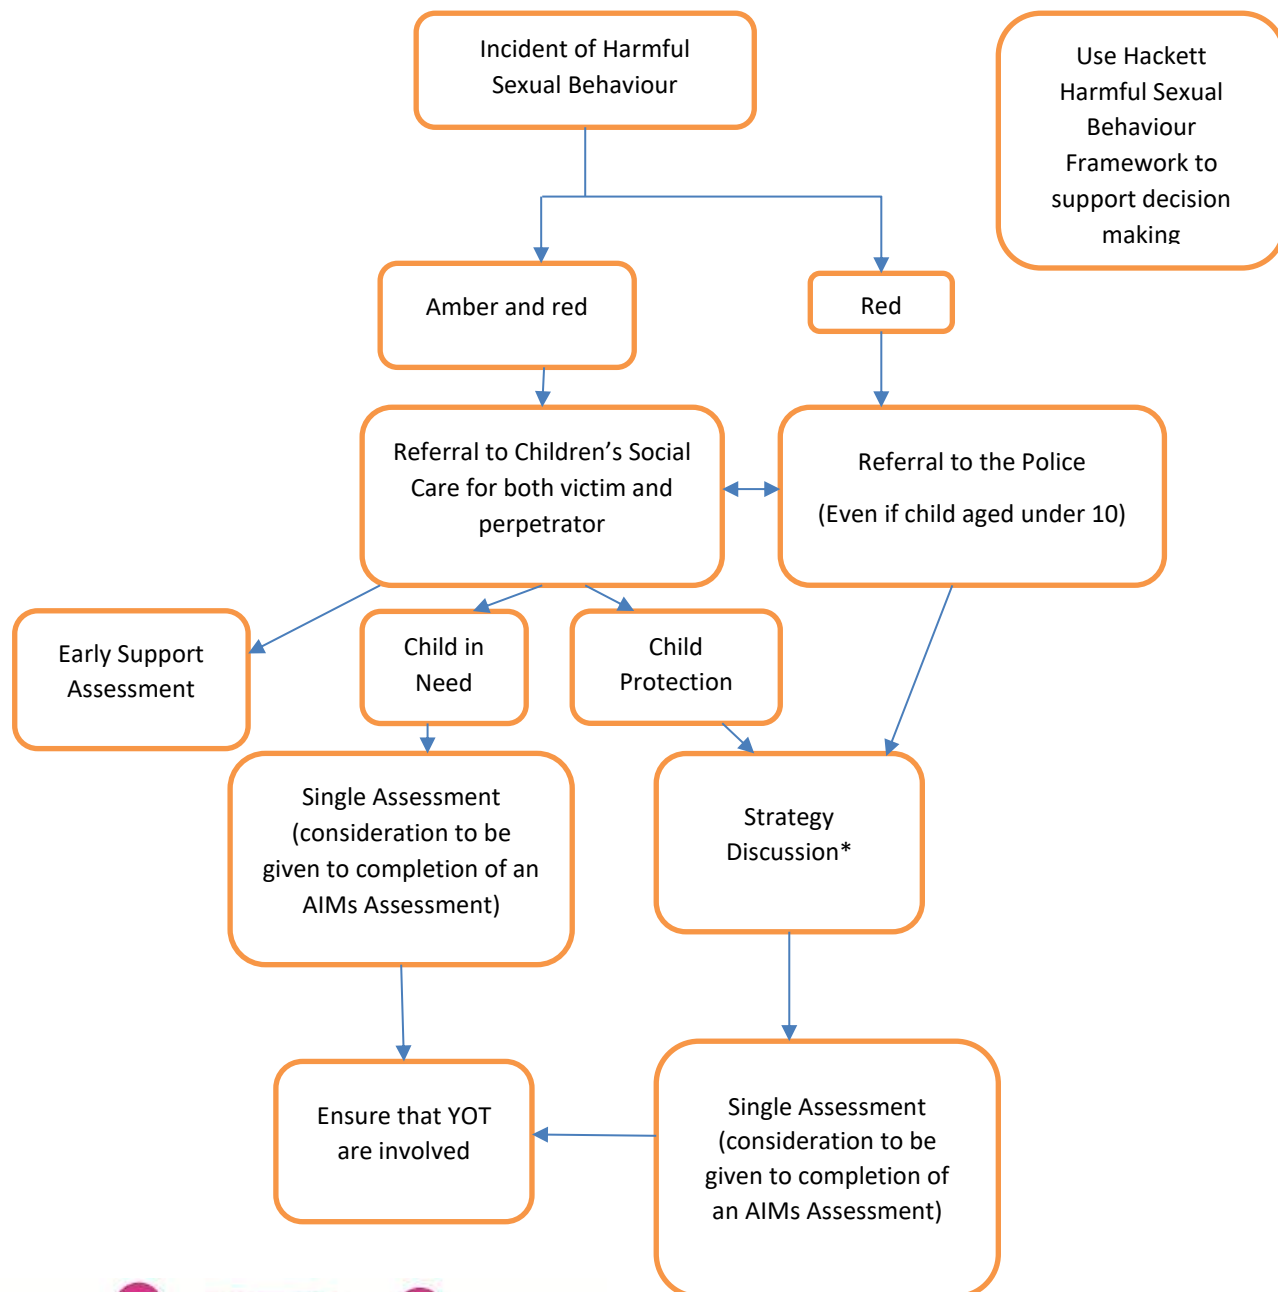 Incident of Harmful
Sexual Behaviour
Use Hackett
Harmful Sexual
Behaviour
Framework to
support decision
making
Amber and red
Red
Referral to Children’s Social
Care for both victim and
perpetrator
Referral to the Police
(Even if child aged under 10)
Early Support
Assessment
Child in
Need
Child
Protection
Single Assessment
(consideration to be
given to completion of an
AIMs Assessment)
Strategy
Discussion*
Ensure that YOT
are involved
Single Assessment
(consideration to be
given to completion of
an AIMs Assessment)